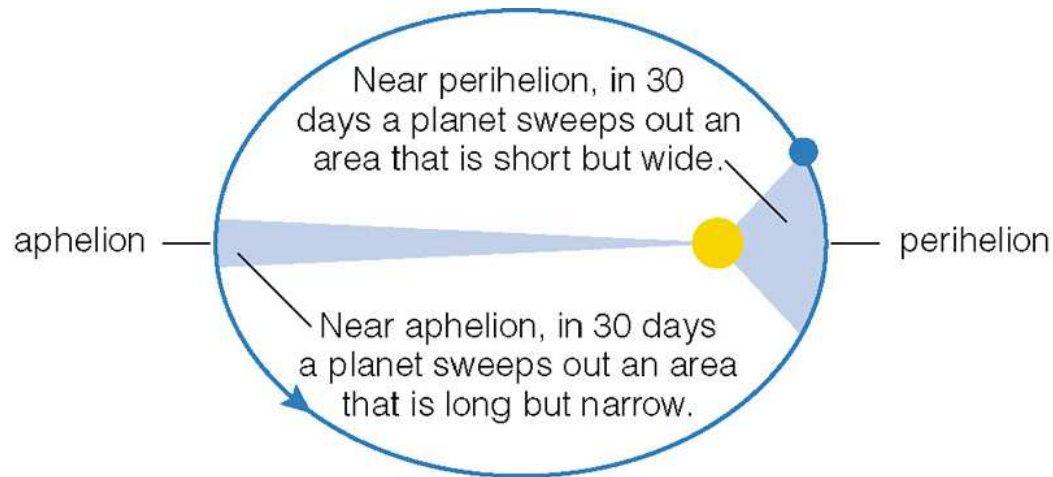 Near perihelion, in 30
days a planet sweeps out an
area that is short but wide.
aphelion
perihelion
Near aphelion, in 30 days
a planet sweeps out an area
that is long but narrow.